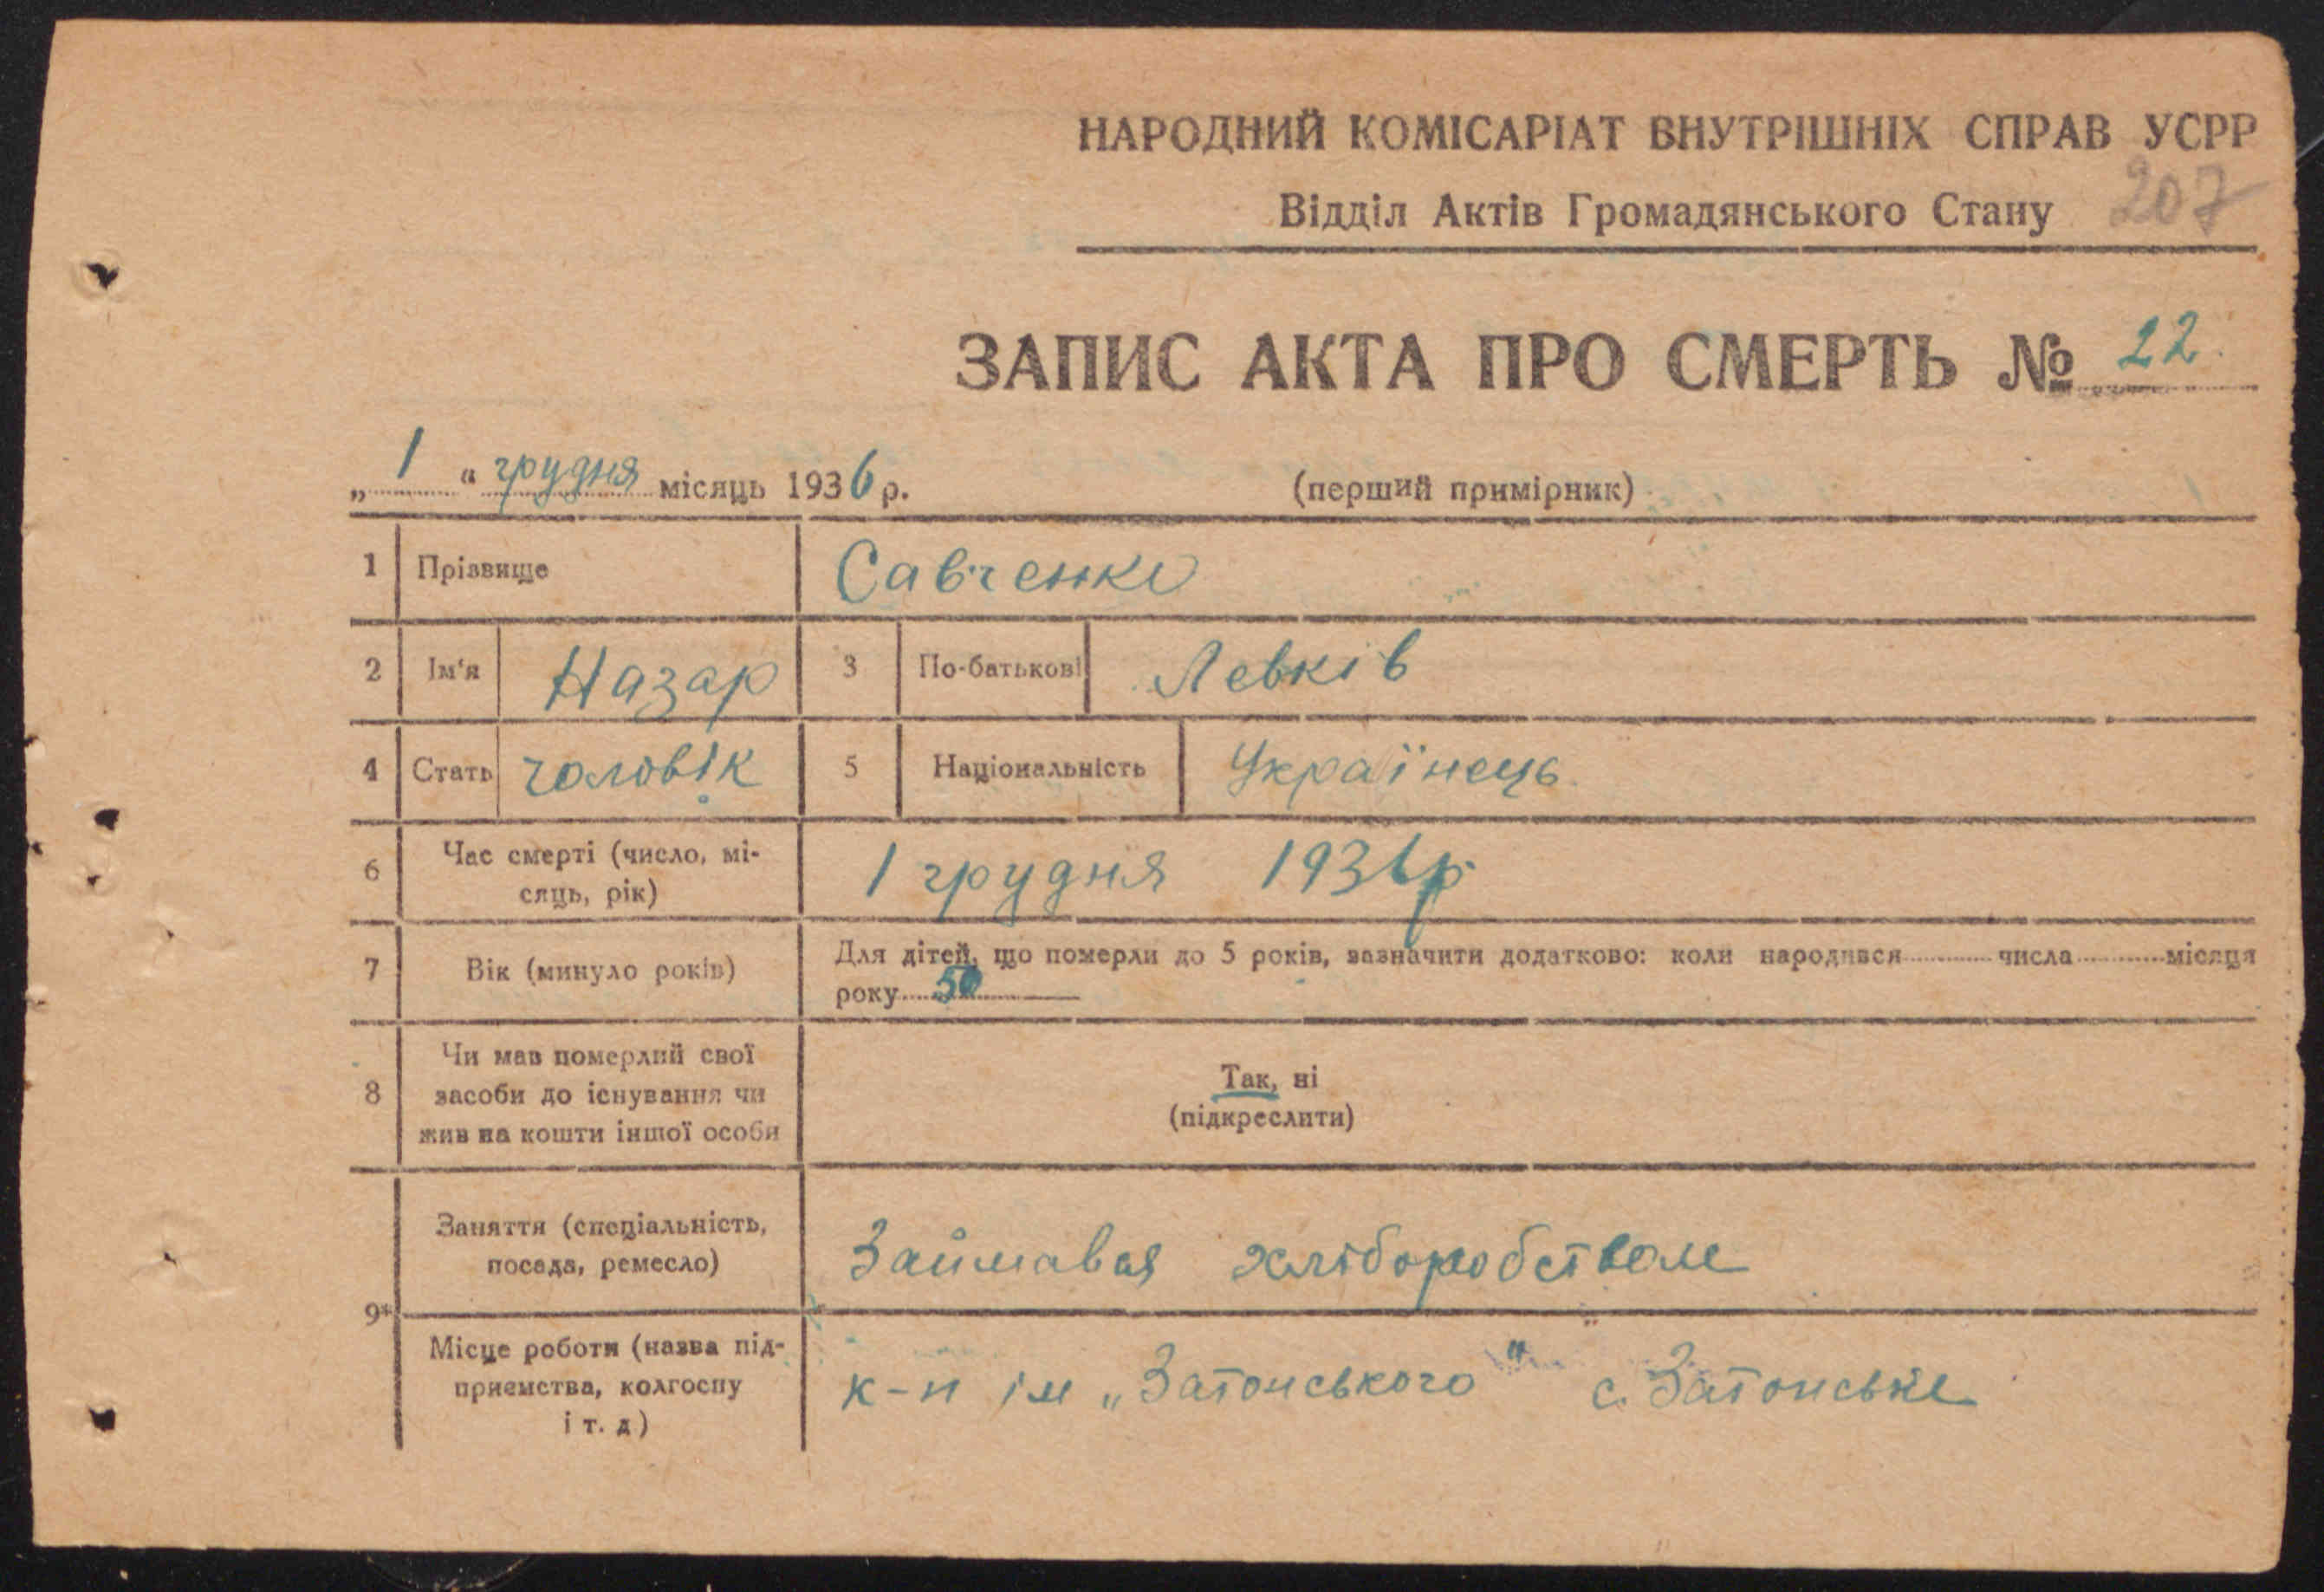 НАРОДНИЙ КОМІСАРІАТ ВНУТРІШНІХ СПРАВ УСРР
Відділ Актів Громадянського Стану 207
ЗАПИС АКТА ПРО СМЕРТЬ № 22
„ 1 “ грудня місяць 1936 р. (перший примірник)
1 Прізвище Савченко
2 Ім'я Назар 3 По-батькові Левків
4 Стать чоловік 5 Національність Українець
6 Час смерті (число, мі-
сяць, рік) 1 грудня 1936 р.
7 Вік (минуло років) Для дітей, що померли до 5 років, зазначити додатково: коли народився числа місяця
року 50
8 Чи мав померлий свої
засоби до існування чи
жив на кошти іншої особи
Так, ні
(підкреслити)
9*
Заняття (спеціальність,
посада, ремесло) Займався хліборобством
Місце роботи (назва під-
приємства, колгоспу
і т. д) к-п ім „Затонського" с. Затонське